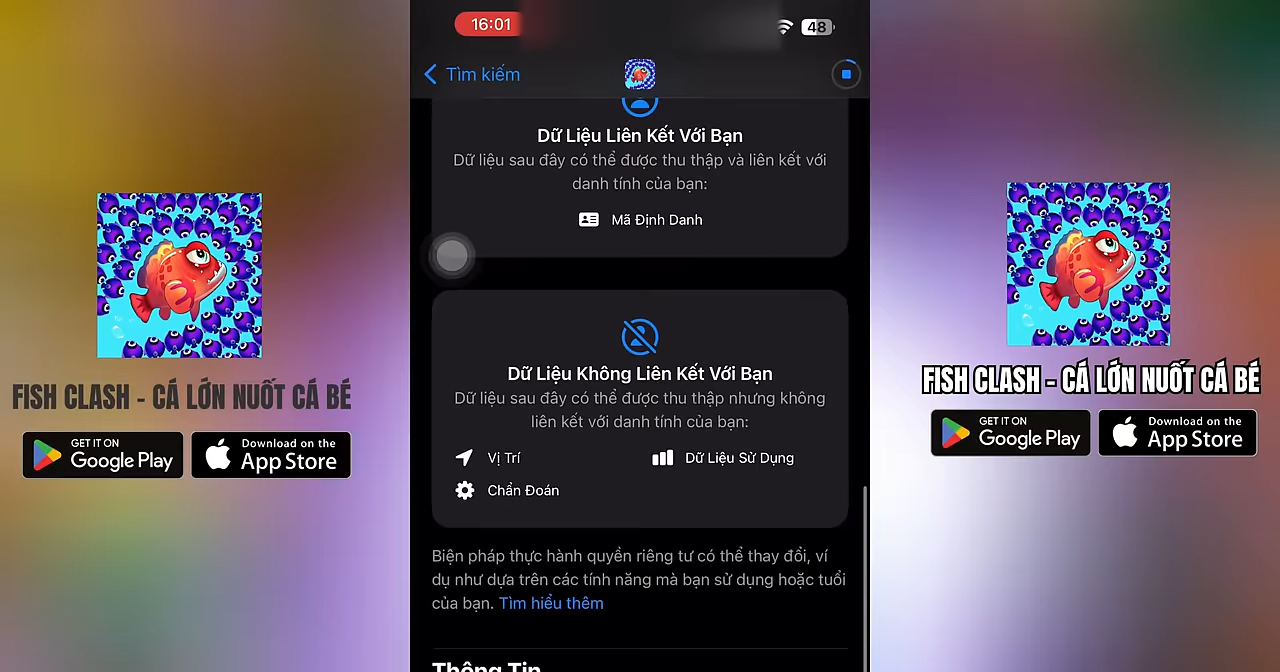 FISH CLASH - CÁ LỚN NUỐT CÁ BÉ
GET IT ON
Google Play
Download on the
App Store
16:01
48
Tìm kiếm
Dữ Liệu Liên Kết Với Bạn
Dữ liệu sau đây có thể được thu thập và liên kết với
danh tính của bạn:
Mã Định Danh
Dữ Liệu Không Liên Kết Với Bạn
Dữ liệu sau đây có thể được thu thập nhưng không
liên kết với danh tính của bạn:
Vị Trí
Dữ Liệu Sử Dụng
Chẩn Đoán
Biện pháp thực hành quyền riêng tư có thể thay đổi, ví
dụ như dựa trên các tính năng mà bạn sử dụng hoặc tuổi
của bạn. Tìm hiểu thêm
Thông Tin
FISH CLASH - CÁ LỚN NUỐT CÁ BÉ
GET IT ON
Google Play
Download on the
App Store